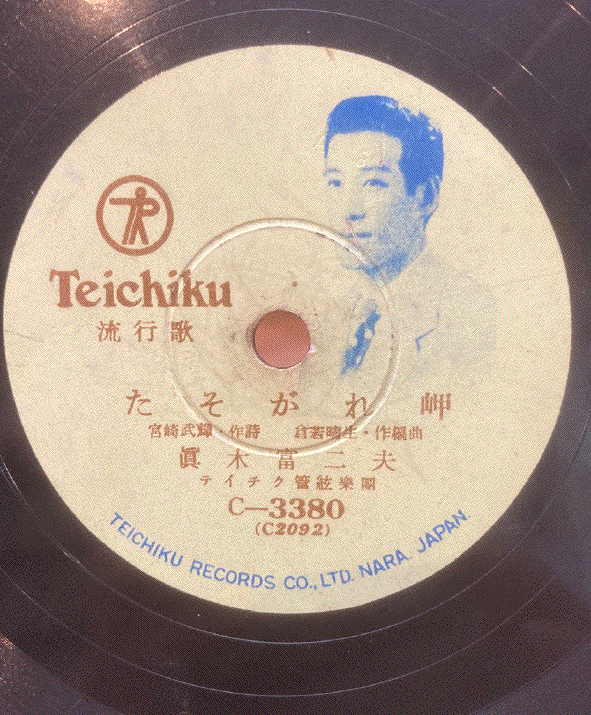 Teichiku
流行歌
たそがれ岬
宮崎武輝・作詩 倉若晴生・作編曲
眞木富二夫
テイチク管絃樂團
C-3380
(C2092)
TEICHIKU RECORDS CO., LTD. NARA. JAPAN.